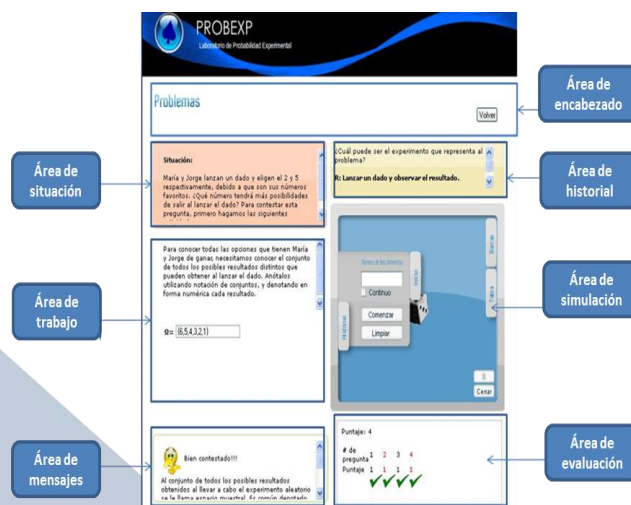 PROBEXP
Laboratorio de Probabilidad Experimental
Problemas
Volver
Área de
encabezado
Área de
situación
Situación:
María y Jorge lanzan un dado y eligen el 2 y 5
respectivamente, debido a que son sus números
favoritos. ¿Qué número tendrá más posibilidades
de salir al lanzar el dado? Para contestar esta
pregunta, primero hagamos las siguientes
¿Cuál puede ser el experimento que representa al
problema?
R: Lanzar un dado y observar el resultado.
Área de
historial
Área de
trabajo
Para conocer todas las opciones que tienen María
y Jorge de ganar, necesitamos conocer el conjunto
de todos los posibles resultados distintos que
pueden obtener al lanzar el dado. Anótalos
utilizando notación de conjuntos, y denotando en
forma numérica cada resultado.
Ω= {6,5,4,3,2,1}
Número de lanzamientos
Continuo
Comenzar
Limpiar
Historial
Inicio
Barras
Tabla
Cerrar
Área de
simulación
Área de
mensajes
Bien contestado!!!
Al conjunto de todos los posibles resultados
obtenidos al llevar a cabo el experimento aleatorio
se le llama espacio muestral. Es común denotarlo
Puntaje: 4
# de
pregunta 1 2 3 4
Puntaje 1 1 1 1
Área de
evaluación